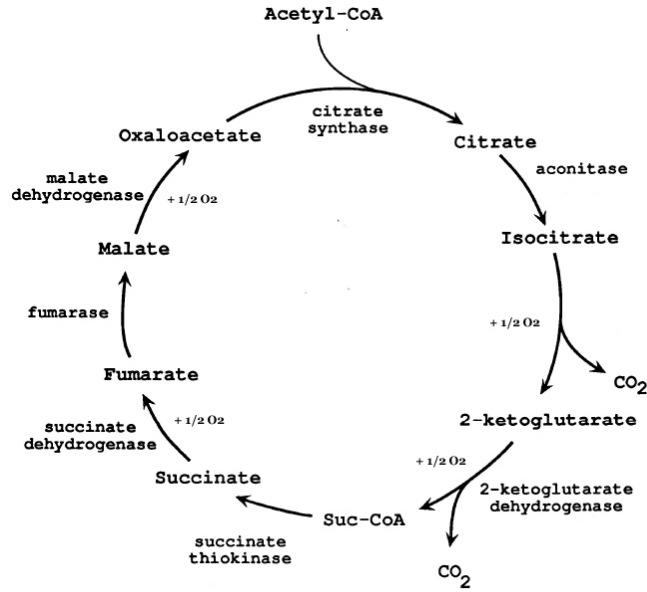 Acetyl-CoA
citrate
synthase
Oxaloacetate
Citrate
aconitase
malate
dehydrogenase
+ 1/2 O2
Malate
Isocitrate
fumarase
+ 1/2 O2
Fumarate
CO2
succinate
dehydrogenase
+ 1/2 O2
2-ketoglutarate
+ 1/2 O2
Succinate
2-ketoglutarate
dehydrogenase
Suc-CoA
succinate
thiokinase
CO2